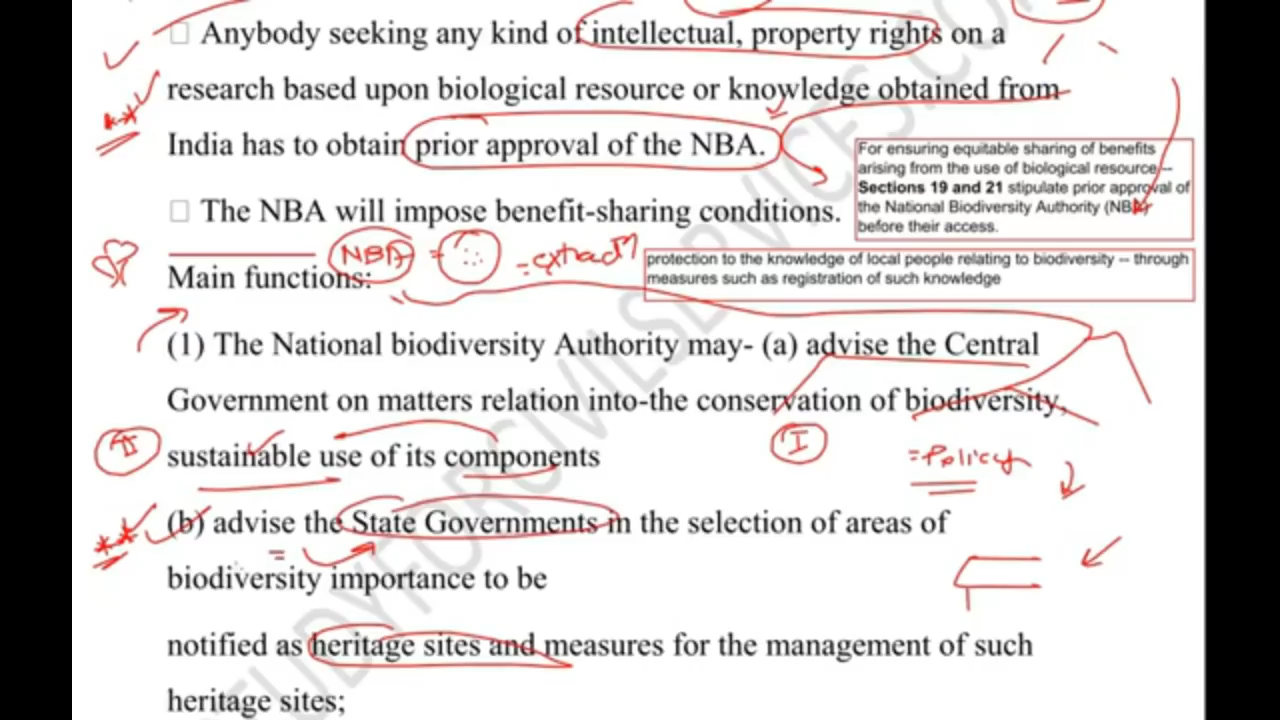 Anybody seeking any kind of intellectual, property rights on a
research based upon biological resource or knowledge obtained from
India has to obtain prior approval of the NBA.
For ensuring equitable sharing of benefits
arising from the use of biological resource --
Sections 19 and 21 stipulate prior approval of
the National Biodiversity Authority (NBA)
before their access.
The NBA will impose benefit-sharing conditions.
NBA = = extract
protection to the knowledge of local people relating to biodiversity -- through
measures such as registration of such knowledge
Main functions:
(1) The National biodiversity Authority may- (a) advise the Central
Government on matters relation into-the conservation of biodiversity,
I
II
sustainable use of its components
= Policy
(b) advise the State Governments in the selection of areas of
biodiversity importance to be
notified as heritage sites and measures for the management of such
heritage sites;
STUDYFORCIVILSERVICES.COM